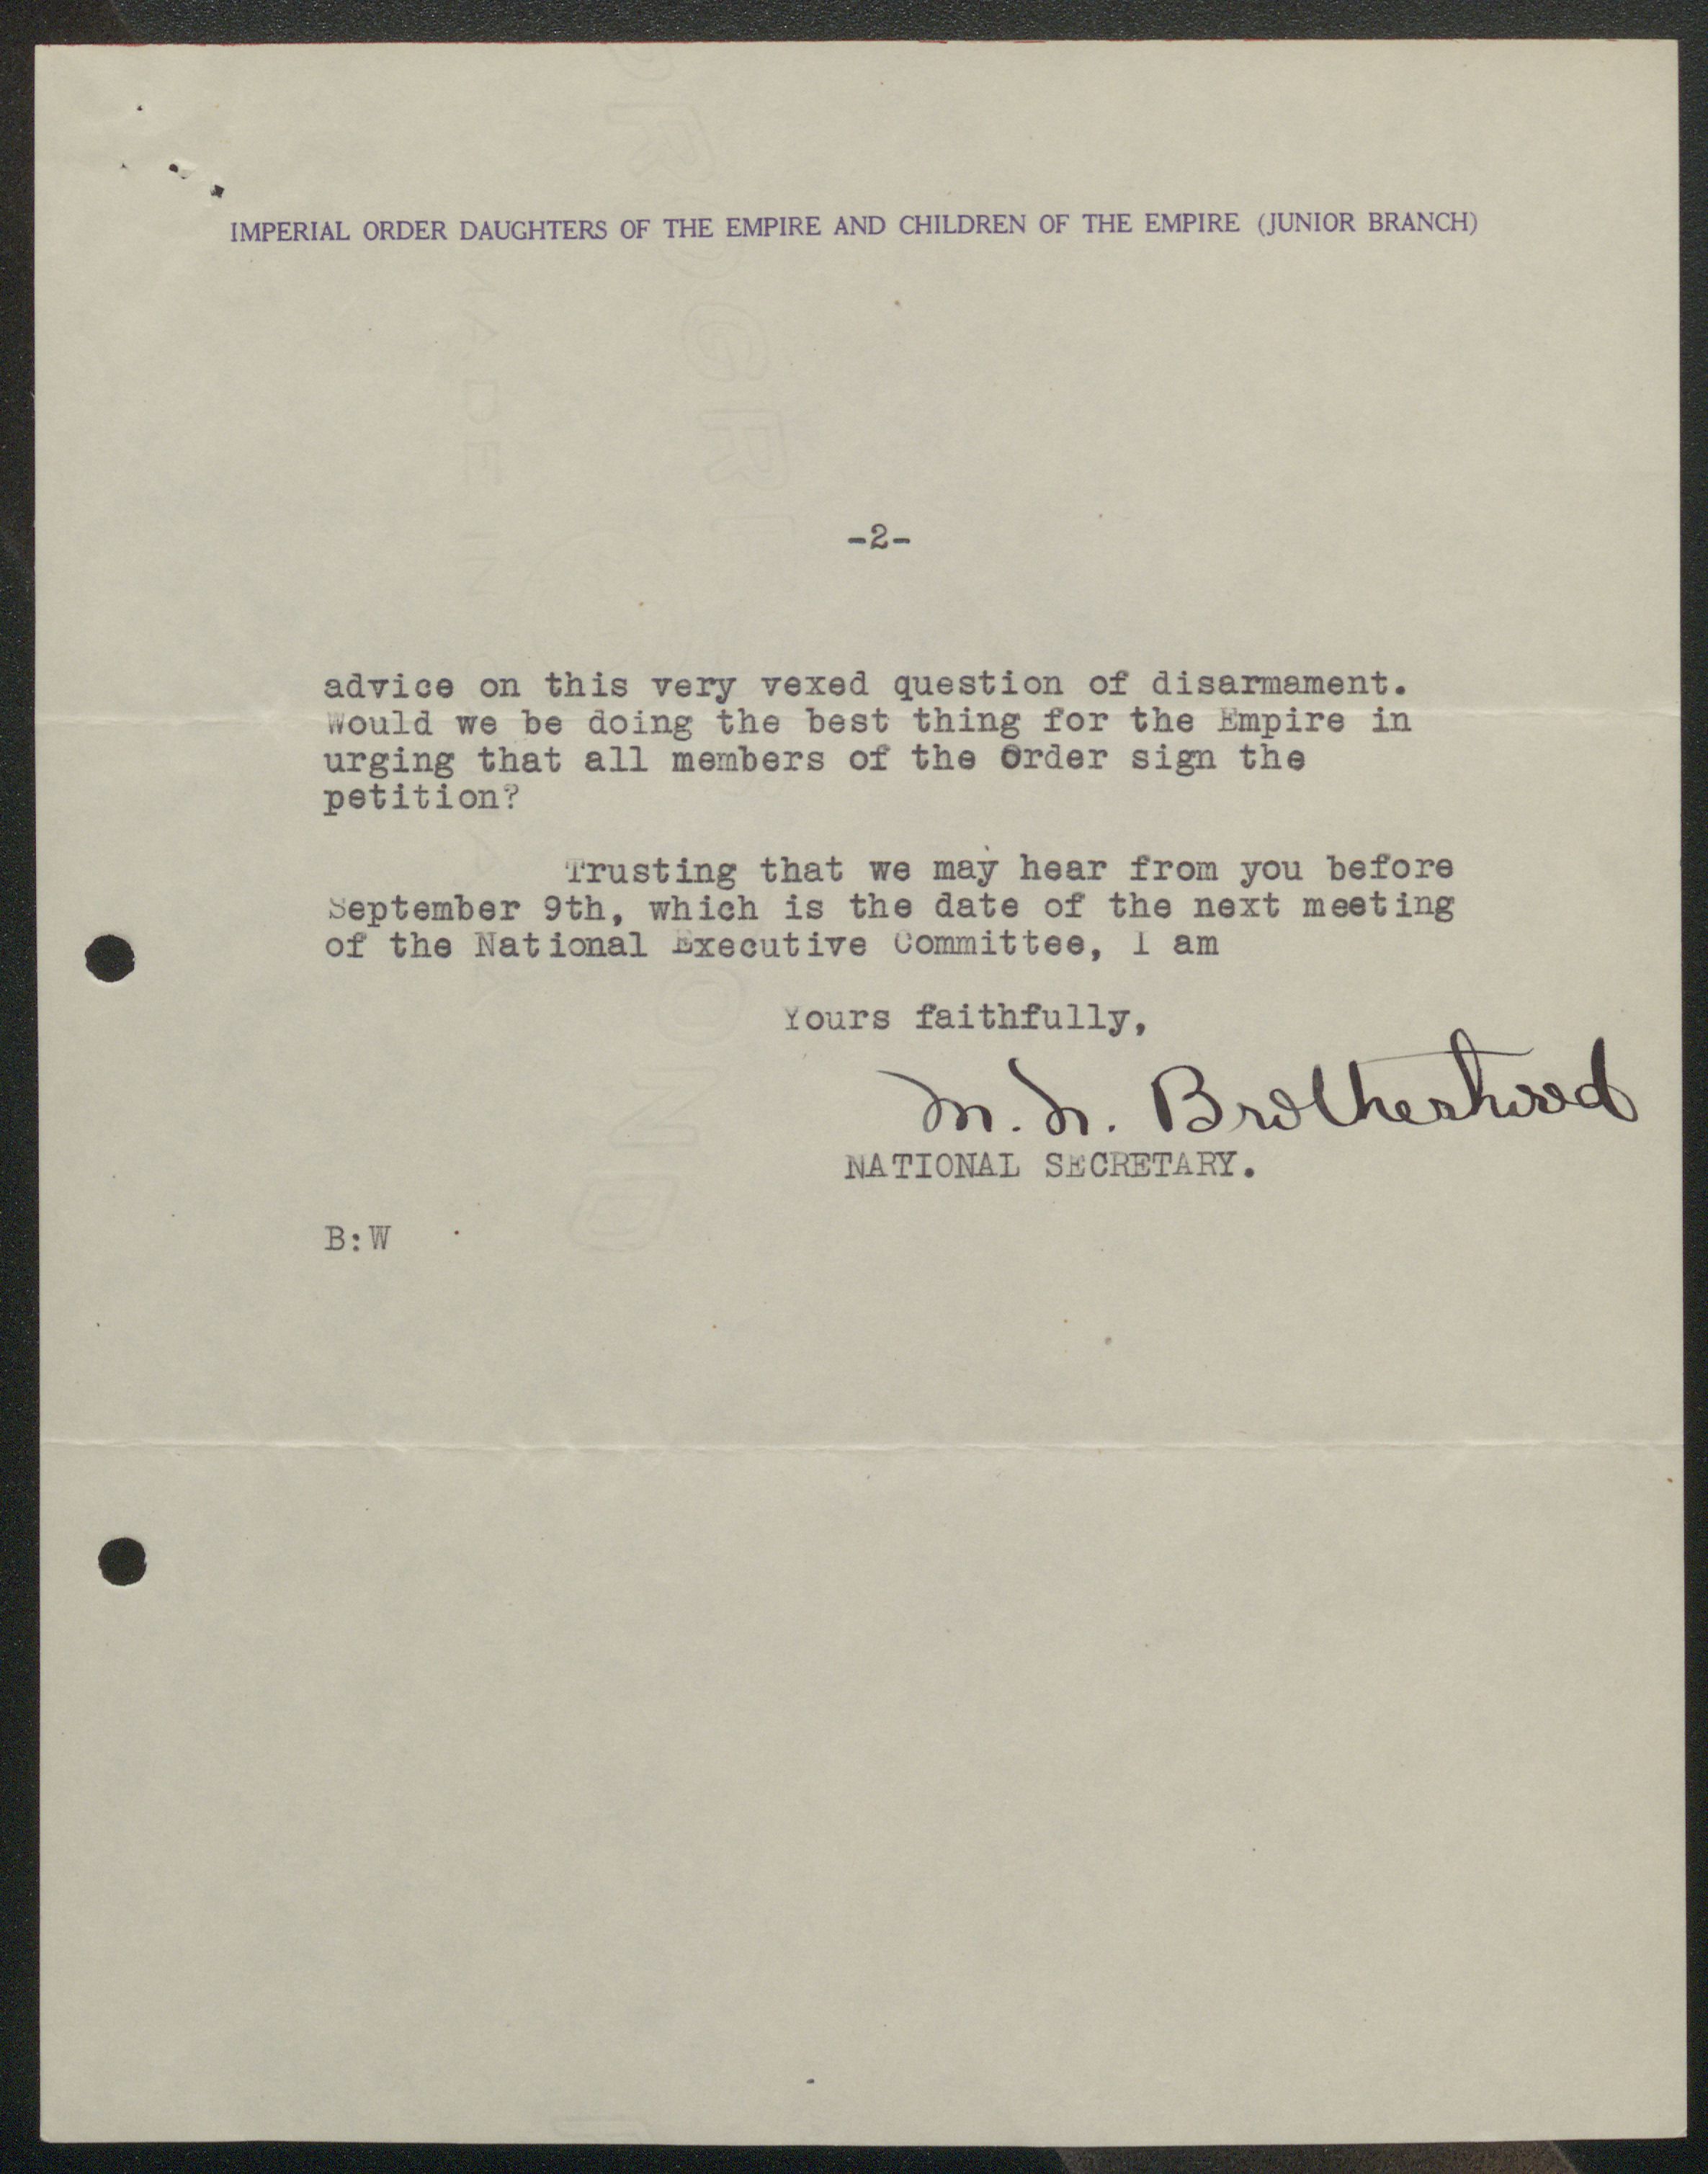 IMPERIAL ORDER DAUGHTERS OF THE EMPIRE AND CHILDREN OF THE EMPIRE (JUNIOR BRANCH)
-2-
advice on this very vexed question of disarmament.
Would we be doing the best thing for the Empire in
urging that all members of the Order sign the
petition?
Trusting that we may hear from you before
September 9th, which is the date of the next meeting
of the National Executive Committee, I am
Yours faithfully,
Brotherhood
NATIONAL SECRETARY.
B:W